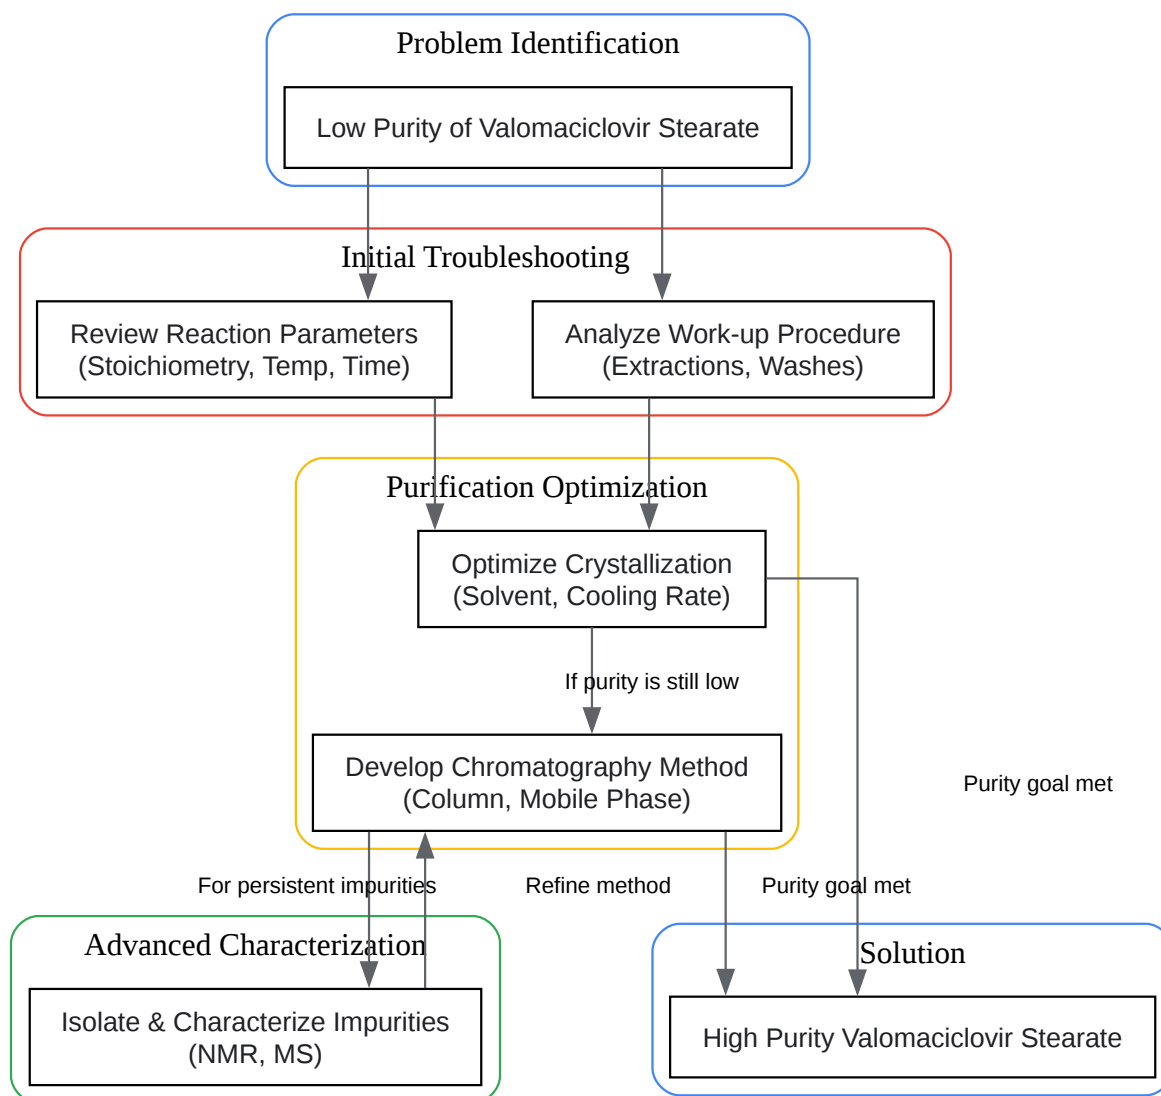 Problem Identification
Low Purity of Valomaciclovir Stearate
Initial Troubleshooting
Review Reaction Parameters
(Stoichiometry, Temp, Time)
Analyze Work-up Procedure
(Extractions, Washes)
Purification Optimization
Optimize Crystallization
(Solvent, Cooling Rate)
If purity is still low
Develop Chromatography Method
(Column, Mobile Phase)
Purity goal met
For persistent impurities
Refine method
Purity goal met
Advanced Characterization
Isolate & Characterize Impurities
(NMR, MS)
Solution
High Purity Valomaciclovir Stearate